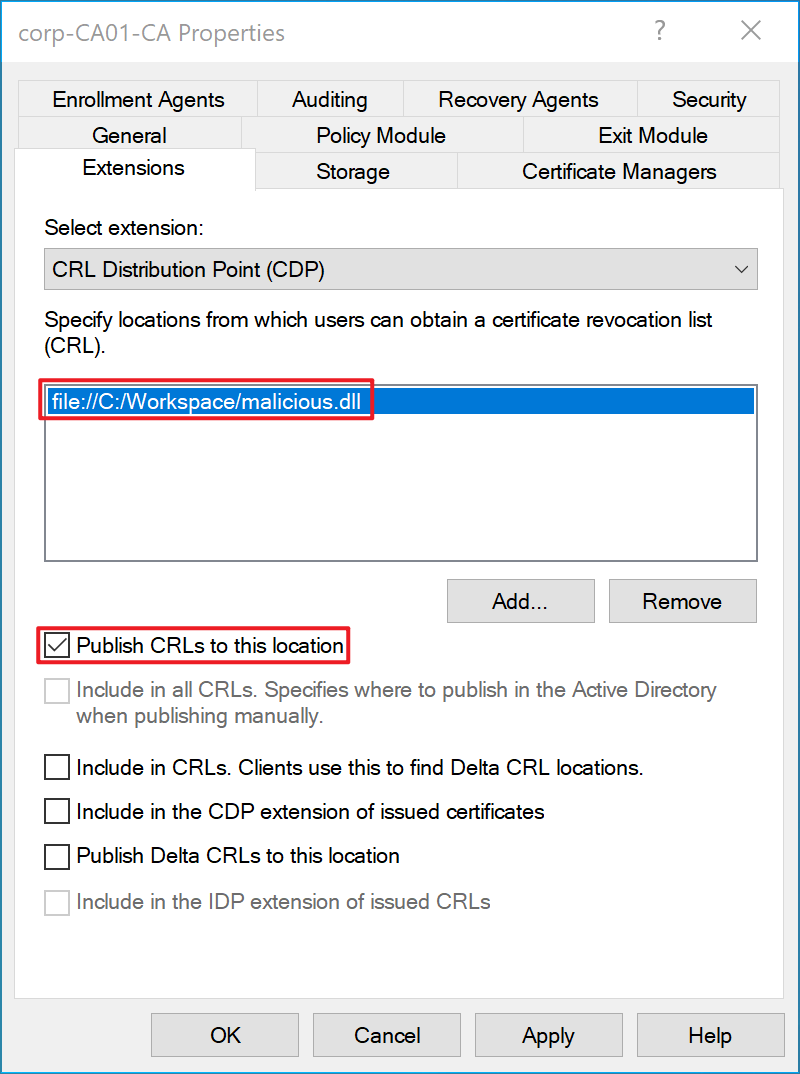 corp-CA01-CA Properties
?
Enrollment Agents
Auditing
Recovery Agents
Security
General
Policy Module
Exit Module
Extensions
Storage
Certificate Managers
Select extension:
CRL Distribution Point (CDP)
Specify locations from which users can obtain a certificate revocation list
(CRL).
file://C:/Workspace/malicious.dll
Add...
Remove
Publish CRLs to this location
Include in all CRLs. Specifies where to publish in the Active Directory
when publishing manually.
Include in CRLs. Clients use this to find Delta CRL locations.
Include in the CDP extension of issued certificates
Publish Delta CRLs to this location
Include in the IDP extension of issued CRLs
OK
Cancel
Apply
Help